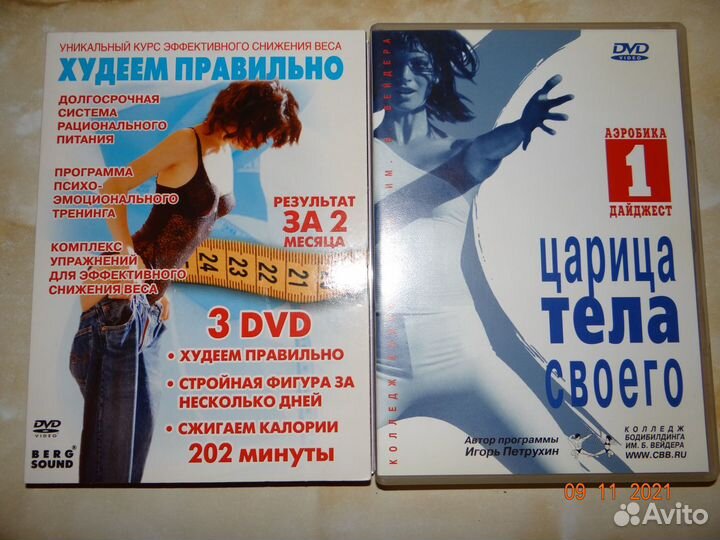 УНИКАЛЬНЫЙ КУРС ЭФФЕКТИВНОГО СНИЖЕНИЯ ВЕСА
ХУДЕЕМ ПРАВИЛЬНО
ДОЛГОСРОЧНАЯ
СИСТЕМА
РАЦИОНАЛЬНОГО
ПИТАНИЯ
ПРОГРАММА
ПСИХО-
ЭМОЦИОНАЛЬНОГО
ТРЕНИНГА
КОМПЛЕКС
УПРАЖНЕНИЙ
ДЛЯ ЭФФЕКТИВНОГО
СНИЖЕНИЯ ВЕСА
РЕЗУЛЬТАТ
ЗА 2
МЕСЯЦА
24 23 22 21
3 DVD
• ХУДЕЕМ ПРАВИЛЬНО
• СТРОЙНАЯ ФИГУРА ЗА
НЕСКОЛЬКО ДНЕЙ
• СЖИГАЕМ КАЛОРИИ
202 МИНУТЫ
DVD
VIDEO
BERG®
SOUND
DVD
VIDEO
АЭРОБИКА
1
ДАЙДЖЕСТ
царица
тела
своего
КОЛЛЕДЖ
ИМ. Б. ВЕЙДЕРА
Автор программы
Игорь Петрухин
КОЛЛЕДЖ
БОДИБИЛДИНГА
ИМ. Б. ВЕЙДЕРА
WWW.CBB.RU
09 11 2021
Avito